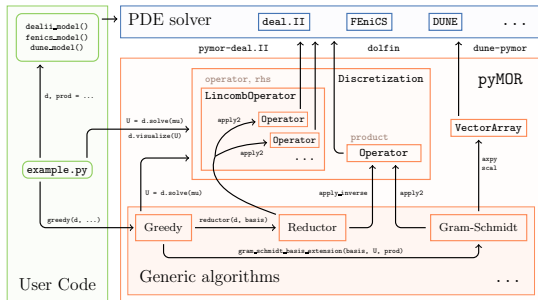 dealii_model()
fenics_model()
dune_model()
PDE solver
deal.II
FEniCS
DUNE
...
pymor-deal.II
dolfin
dune-pymor
d, prod = ...
operator, rhs
LincombOperator
Discretization
pyMOR
U = d.solve(mu)
d.visualize(U)
apply2
Operator
Operator
apply2
...
product
Operator
VectorArray
example.py
U = d.solve(mu)
apply_inverse
apply2
axpy
scal
greedy(d, ...)
Greedy
reductor(d, basis)
Reductor
Gram-Schmidt
gram_schmidt_basis_extension(basis, U, prod)
User Code
Generic algorithms
...